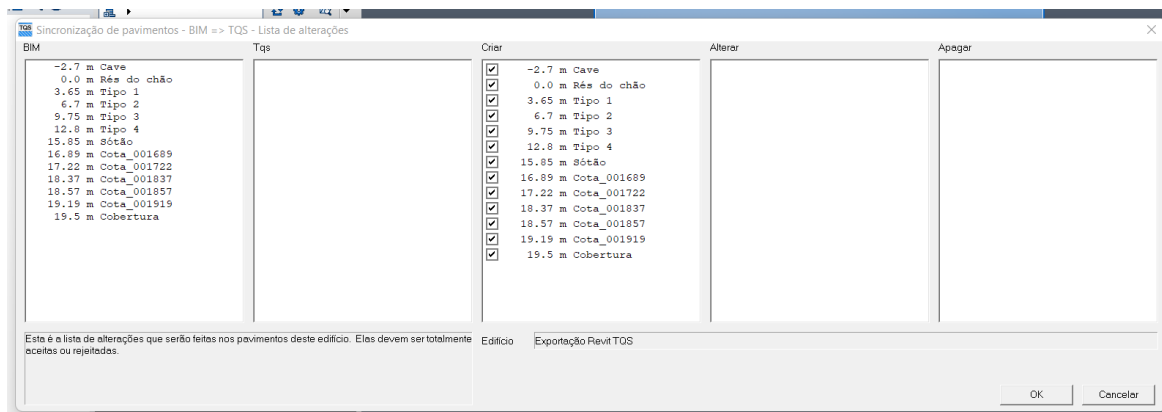 TQS Sincronização de pavimentos - BIM => TQS - Lista de alterações
BIM
Tqs
Criar
Alterar
Apagar
-2.7 m Cave
0.0 m Rés do chão
3.65 m Tipo 1
6.7 m Tipo 2
9.75 m Tipo 3
12.8 m Tipo 4
15.85 m Sótão
16.89 m Cota_001689
17.22 m Cota_001722
18.37 m Cota_001837
18.57 m Cota_001857
19.19 m Cota_001919
19.5 m Cobertura
-2.7 m Cave
0.0 m Rés do chão
3.65 m Tipo 1
6.7 m Tipo 2
9.75 m Tipo 3
12.8 m Tipo 4
15.85 m Sótão
16.89 m Cota_001689
17.22 m Cota_001722
18.37 m Cota_001837
18.57 m Cota_001857
19.19 m Cota_001919
19.5 m Cobertura
Esta é a lista de alterações que serão feitas nos pavimentos deste edifício. Elas devem ser totalmente
aceitas ou rejeitadas.
Edifício
Exportação Revit TQS
OK
Cancelar